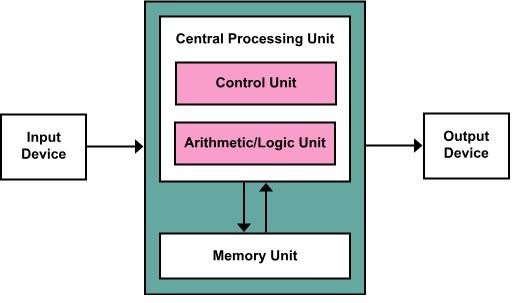 Central Processing Unit
Control Unit
Arithmetic/Logic Unit
Input
Device
Output
Device
Memory Unit